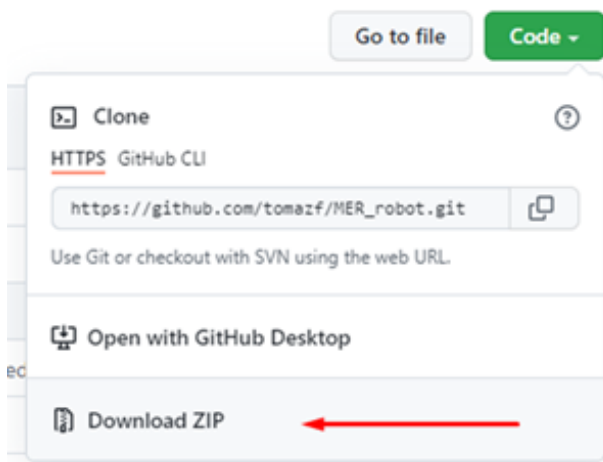 Go to file
Code
Clone
HTTPS GitHub CLI
https://github.com/tomazf/MER_robot.git
Use Git or checkout with SVN using the web URL.
Open with GitHub Desktop
ed
Download ZIP